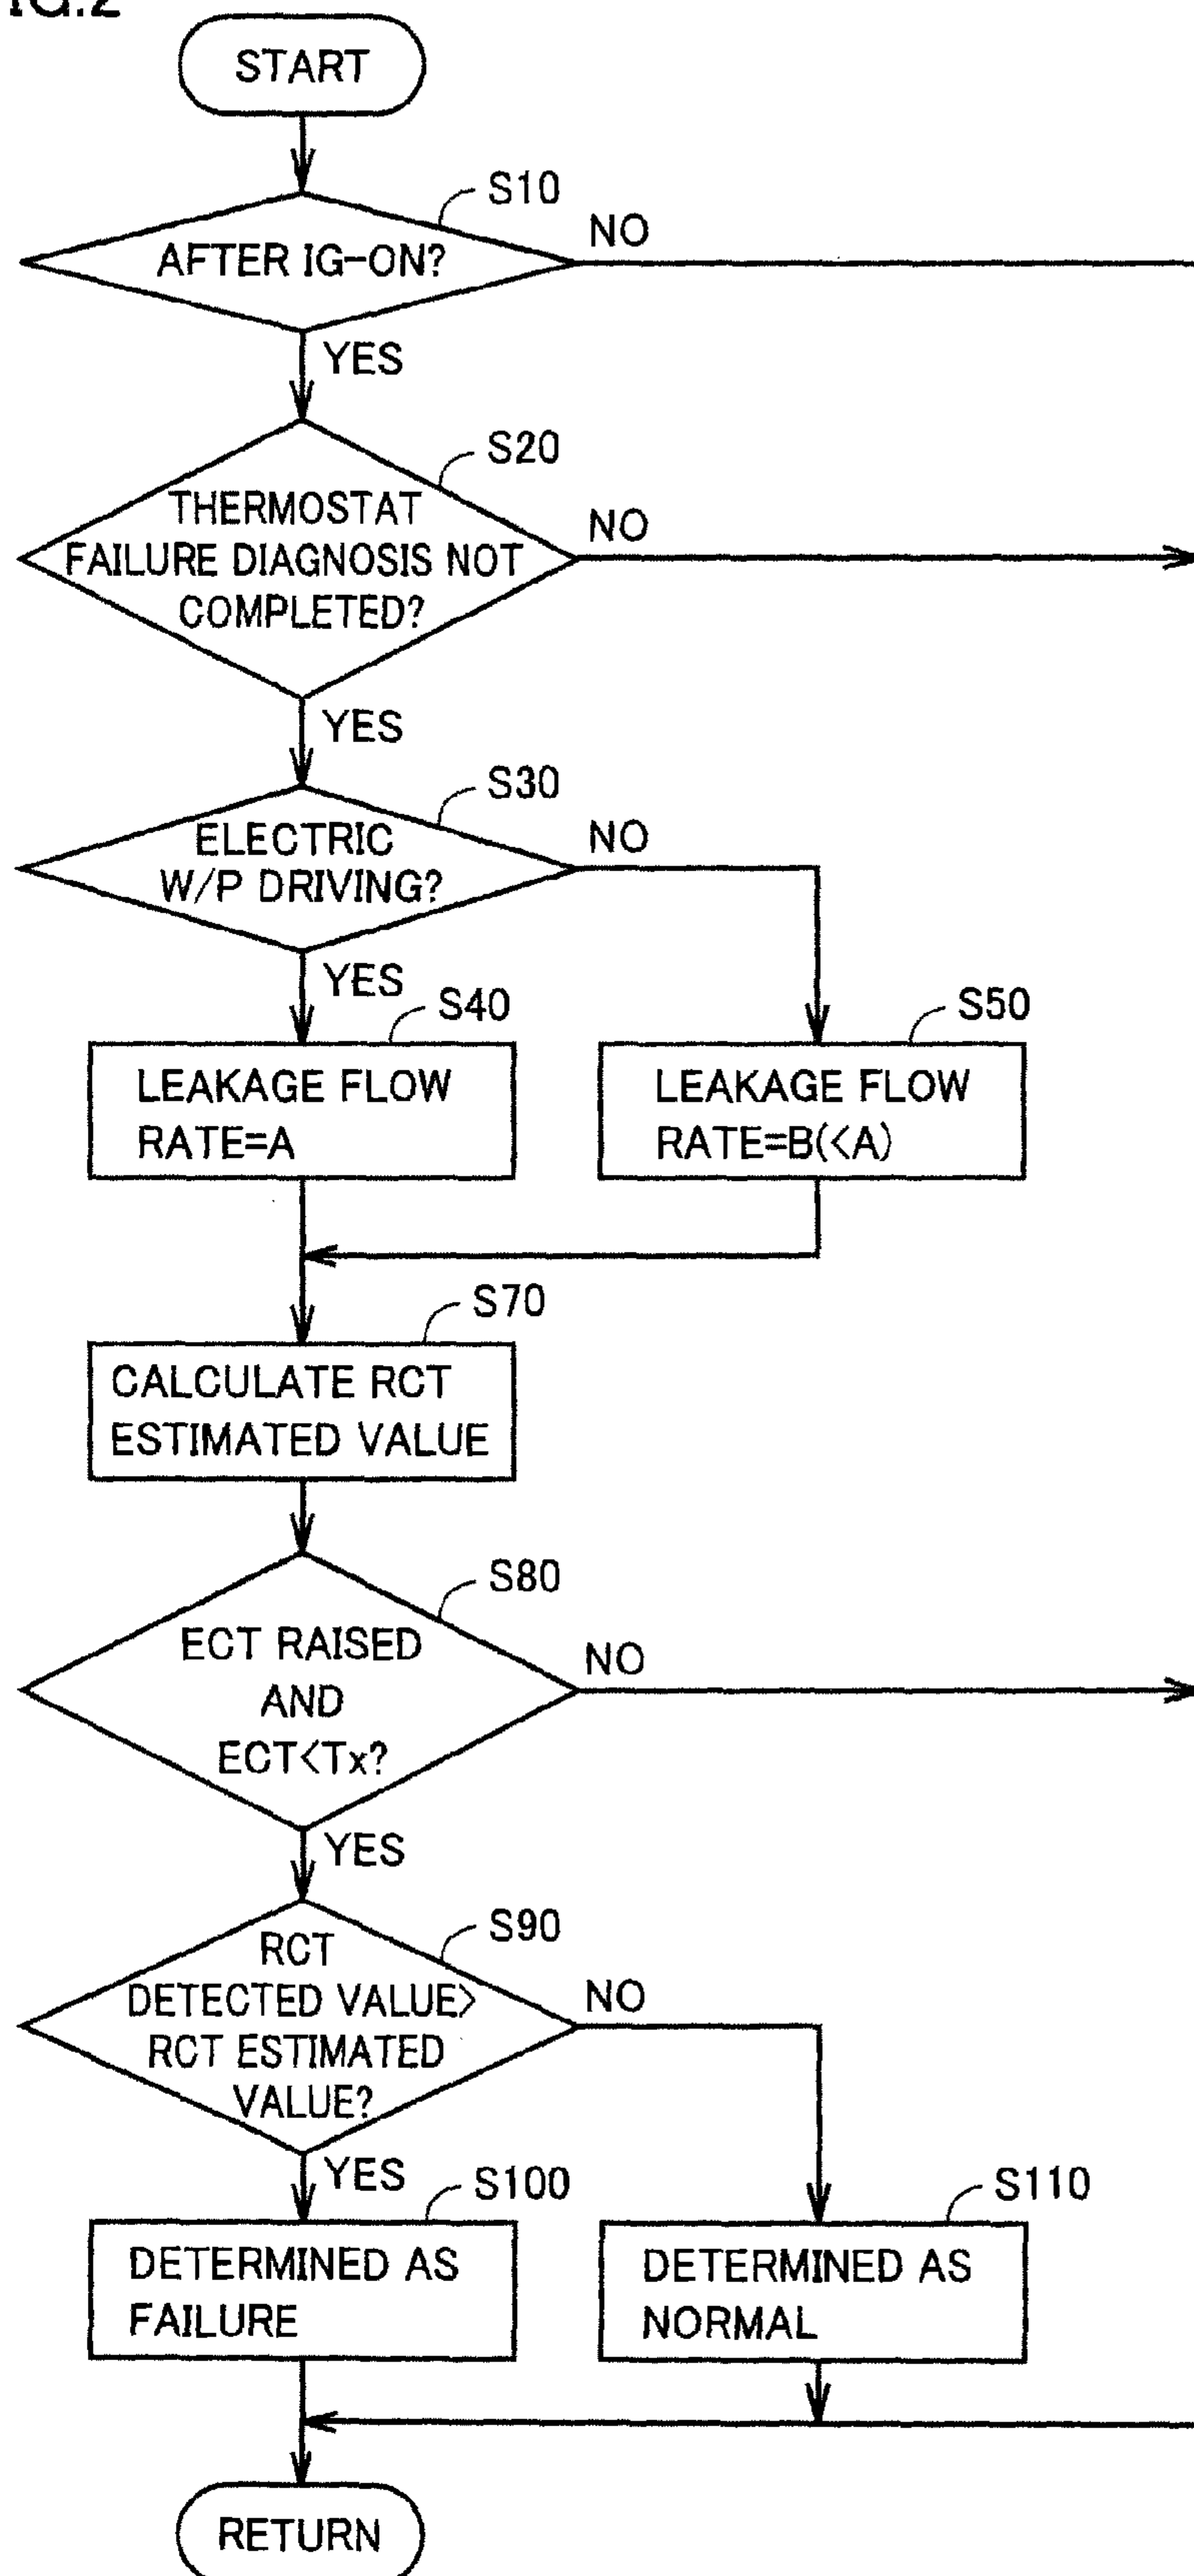 IG.2
START
S10
AFTER IG-ON?
NO
YES
S20
THERMOSTAT
FAILURE DIAGNOSIS NOT
COMPLETED?
NO
YES
S30
ELECTRIC
W/P DRIVING?
NO
YES
S40
LEAKAGE FLOW
RATE=A
S50
LEAKAGE FLOW
RATE=B(<A)
S70
CALCULATE RCT
ESTIMATED VALUE
S80
ECT RAISED
AND
ECT<Tx?
NO
YES
S90
RCT
DETECTED VALUE>
RCT ESTIMATED
VALUE?
NO
YES
S100
DETERMINED AS
FAILURE
S110
DETERMINED AS
NORMAL
RETURN